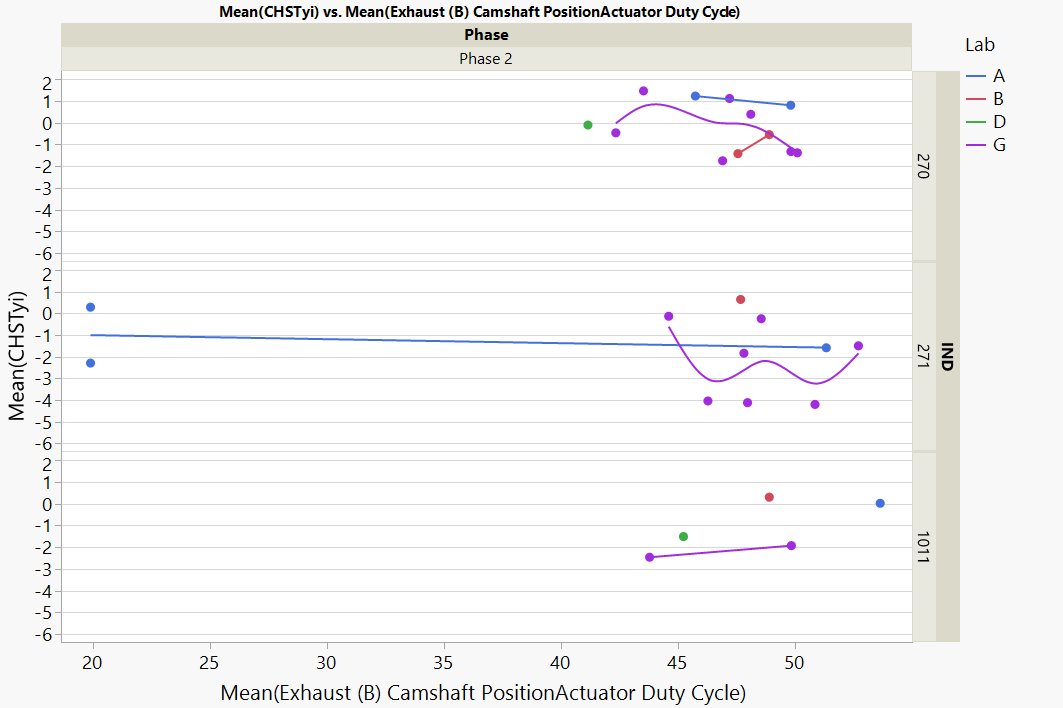 Mean(CHSTyi) vs. Mean(Exhaust (B) Camshaft PositionActuator Duty Cycle)
Phase
Phase 2
Lab
A
B
D
G
Mean(CHSTyi)
2
1
0
-1
-2
-3
-4
-5
-6
270
2
1
0
-1
-2
-3
-4
-5
-6
271
IND
2
1
0
-1
-2
-3
-4
-5
-6
1011
20 25 30 35 40 45 50
Mean(Exhaust (B) Camshaft PositionActuator Duty Cycle)